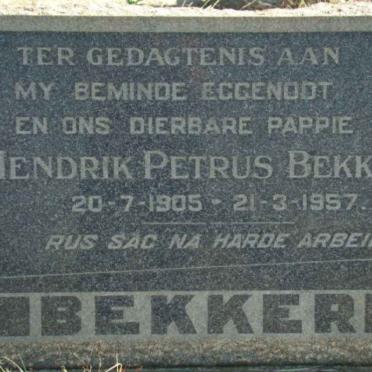 TER GEDAGTENIS AAN
MY BEMINDE EGGENOOT
EN ONS DIERBARE PAPPIE
HENDRIK PETRUS BEKK
20-7-1905 - 21-3-1957.
RUS SAG NA HARDE ARBEI
BEKKER